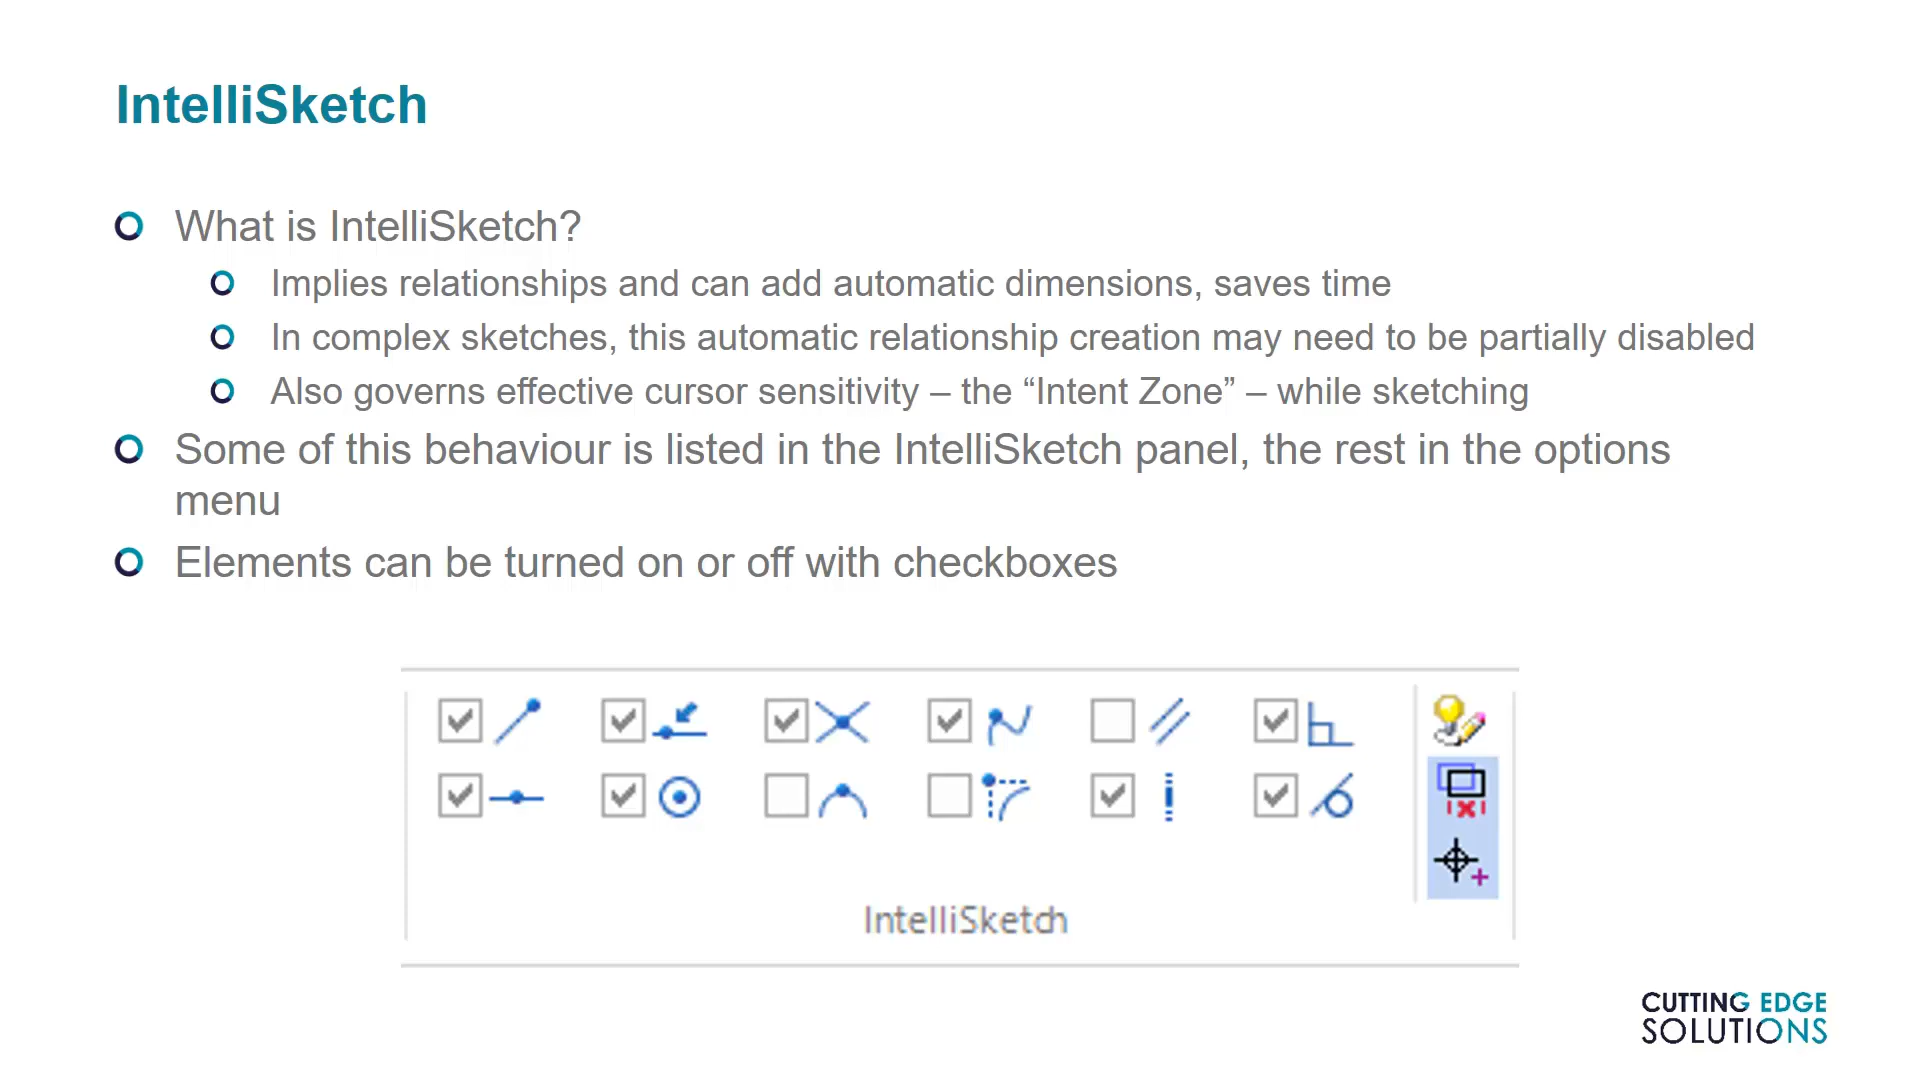 IntelliSketch
What is IntelliSketch?
Implies relationships and can add automatic dimensions, saves time
In complex sketches, this automatic relationship creation may need to be partially disabled
Also governs effective cursor sensitivity – the “Intent Zone” – while sketching
Some of this behaviour is listed in the IntelliSketch panel, the rest in the options
menu
Elements can be turned on or off with checkboxes
IntelliSketch
CUTTING EDGE
SOLUTIONS